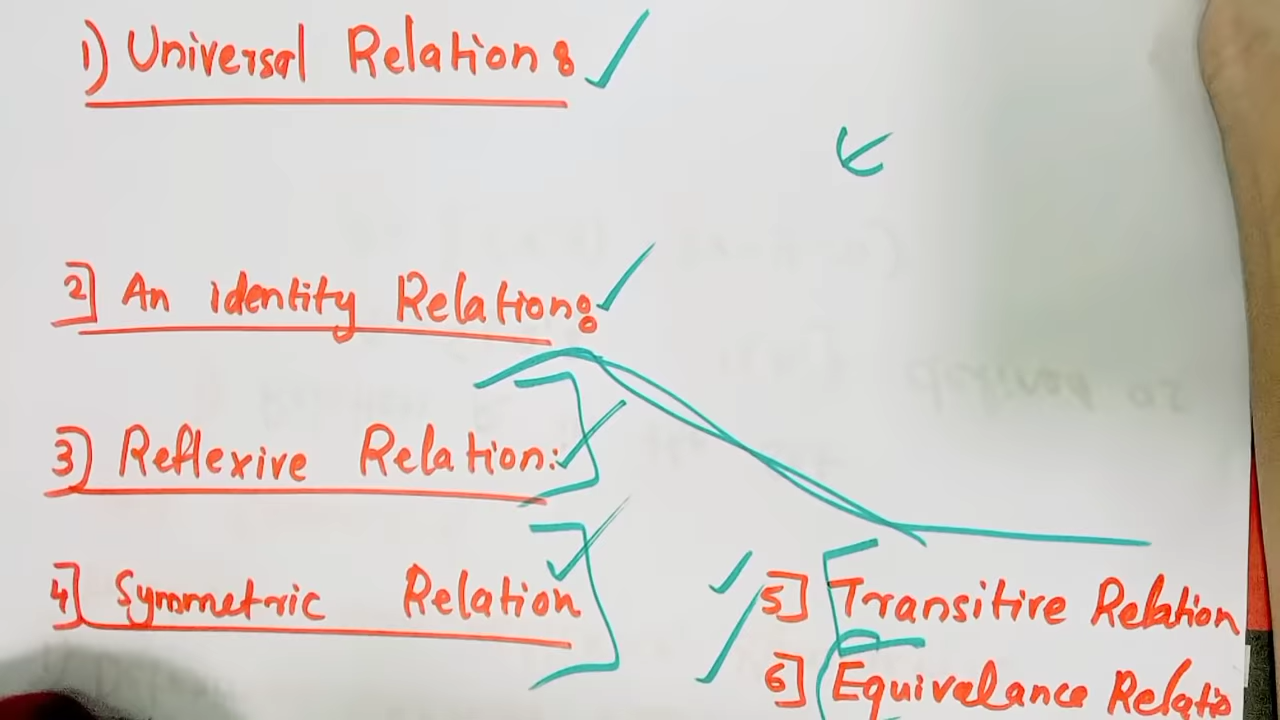 1) Universal Relation :
2] An identity Relation :
3) Reflexive Relation :
4] Symmetric Relation
5] Transitive Relation
6] Equivalance Relatio